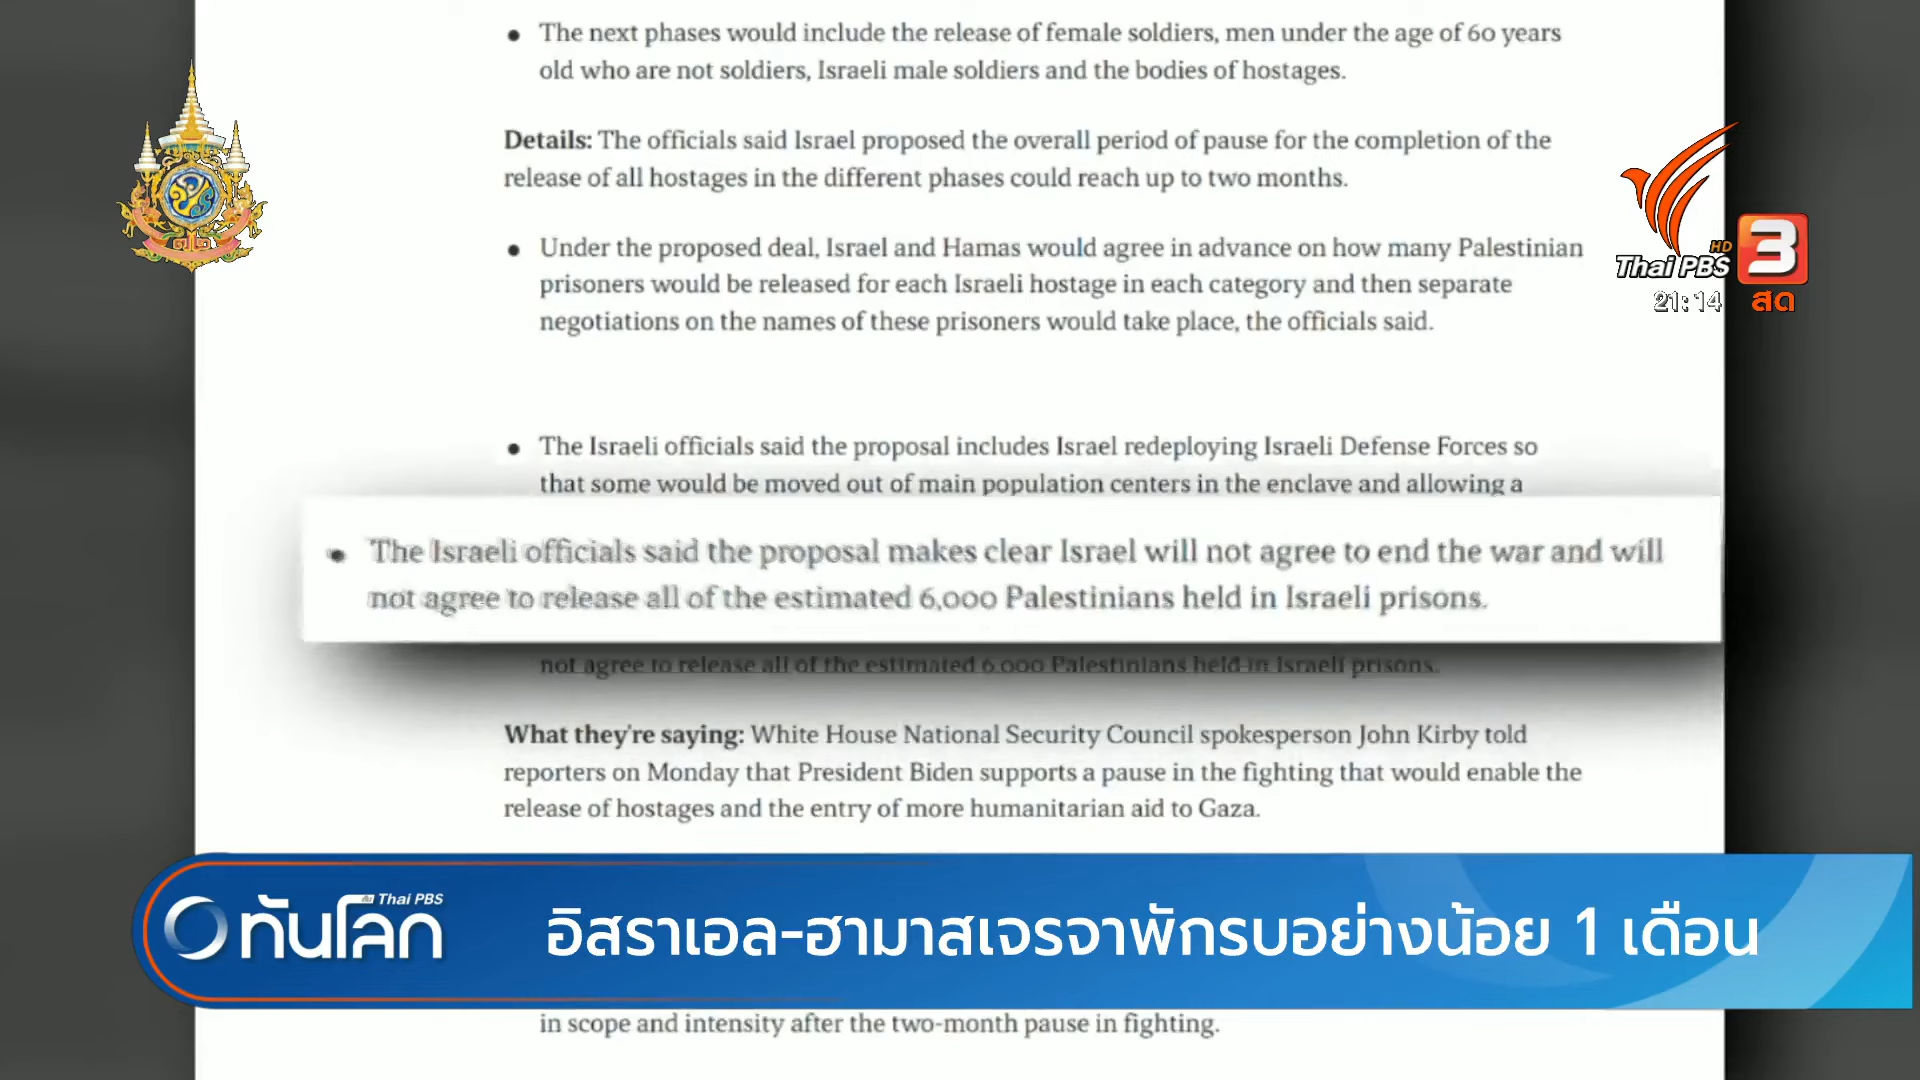 The next phases would include the release of female soldiers, men under the age of 60 years
old who are not soldiers, Israeli male soldiers and the bodies of hostages.
Details: The officials said Israel proposed the overall period of pause for the completion of the
release of all hostages in the different phases could reach up to two months.
Under the proposed deal, Israel and Hamas would agree in advance on how many Palestinian
prisoners would be released for each Israeli hostage in each category and then separate
negotiations on the names of these prisoners would take place, the officials said.
HD
Thai PBS 3
21:14 สด
The Israeli officials said the proposal includes Israel redeploying Israeli Defense Forces so
that some would be moved out of main population centers in the enclave and allowing a
The Israeli officials said the proposal makes clear Israel will not agree to end the war and will
not agree to release all of the estimated 6,000 Palestinians held in Israeli prisons.
not agree to release all of the estimated 6,000 Palestinians held in Israeli prisons.
What they're saying: White House National Security Council spokesperson John Kirby told
reporters on Monday that President Biden supports a pause in the fighting that would enable the
release of hostages and the entry of more humanitarian aid to Gaza.
กับ Thai PBS
ทันโลก
อิสราเอล-ฮามาสเจรจาพักรบอย่างน้อย 1 เดือน
in scope and intensity after the two-month pause in fighting.